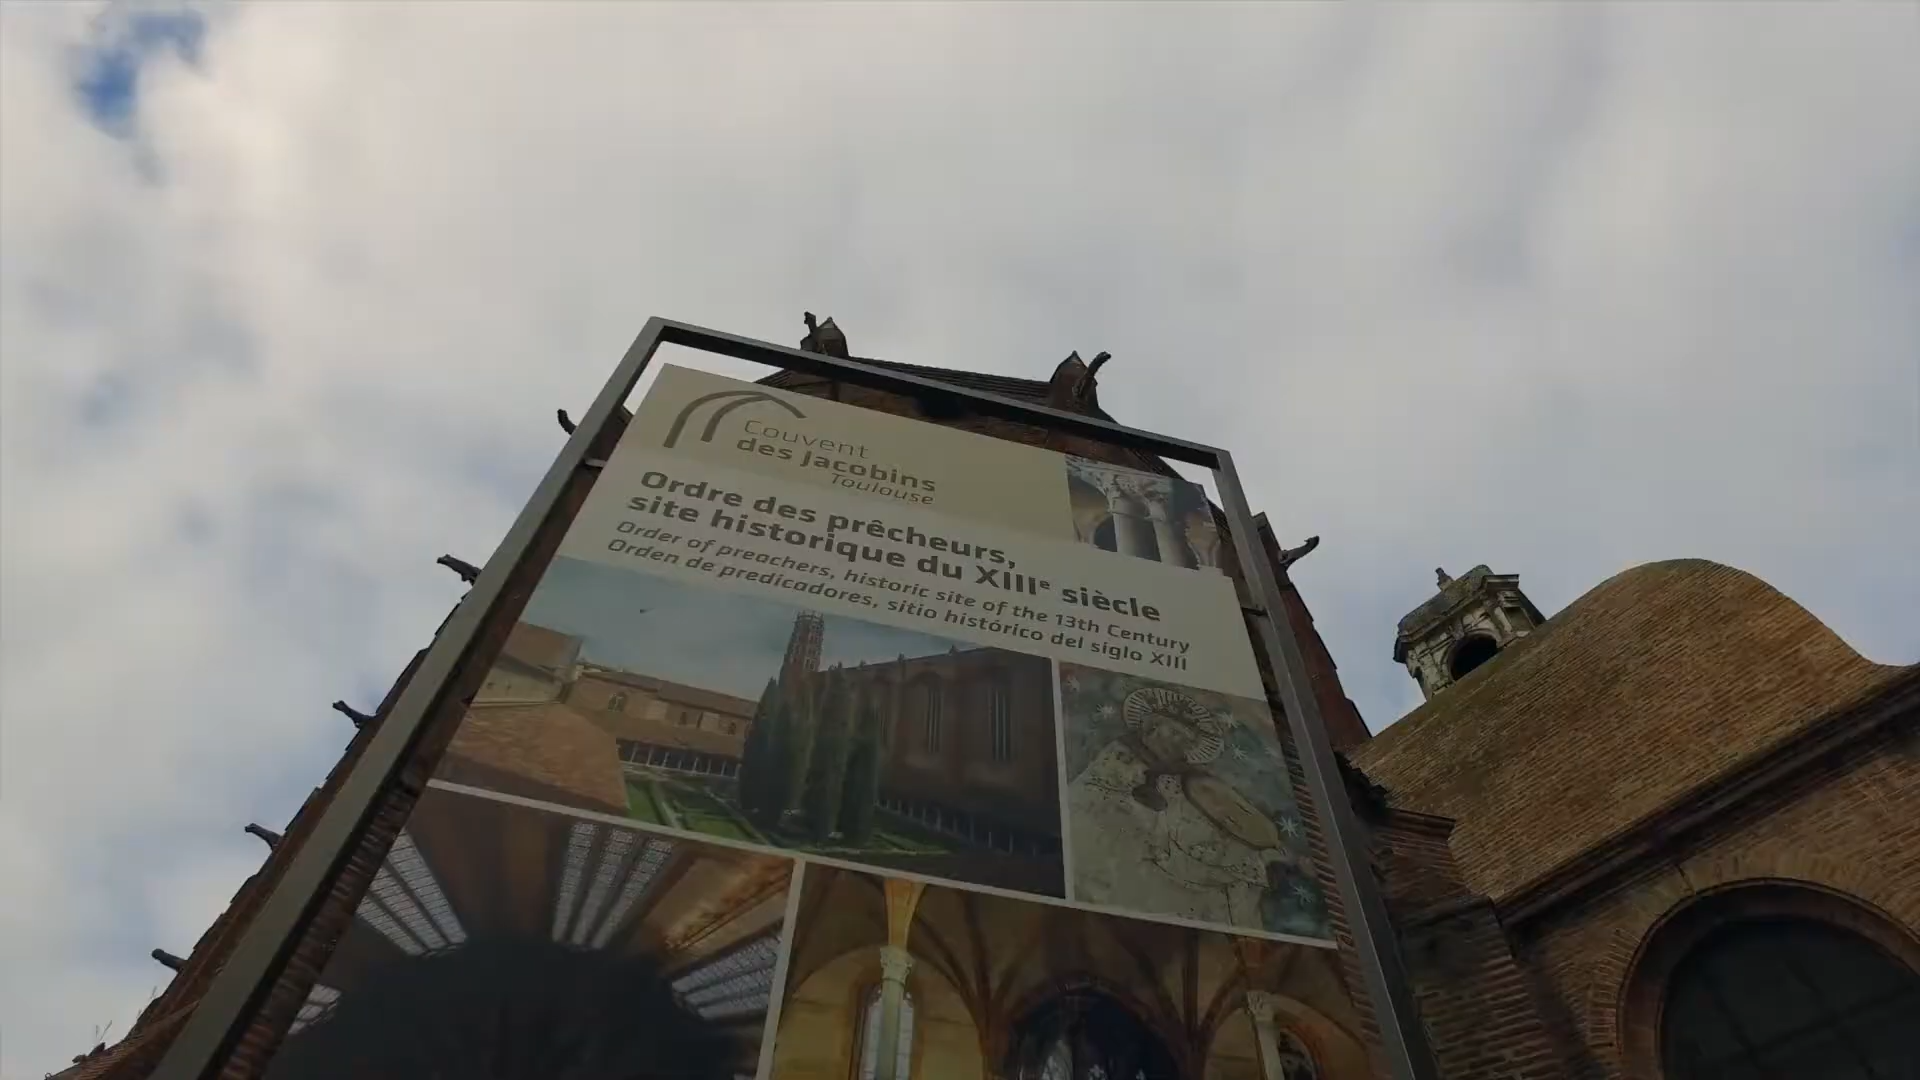 Couvent
des Jacobins
Toulouse
Ordre des prêcheurs,
site historique du XIIIe siècle
Order of preachers, historic site of the 13th Century
Orden de predicadores, sitio histórico del siglo XIII